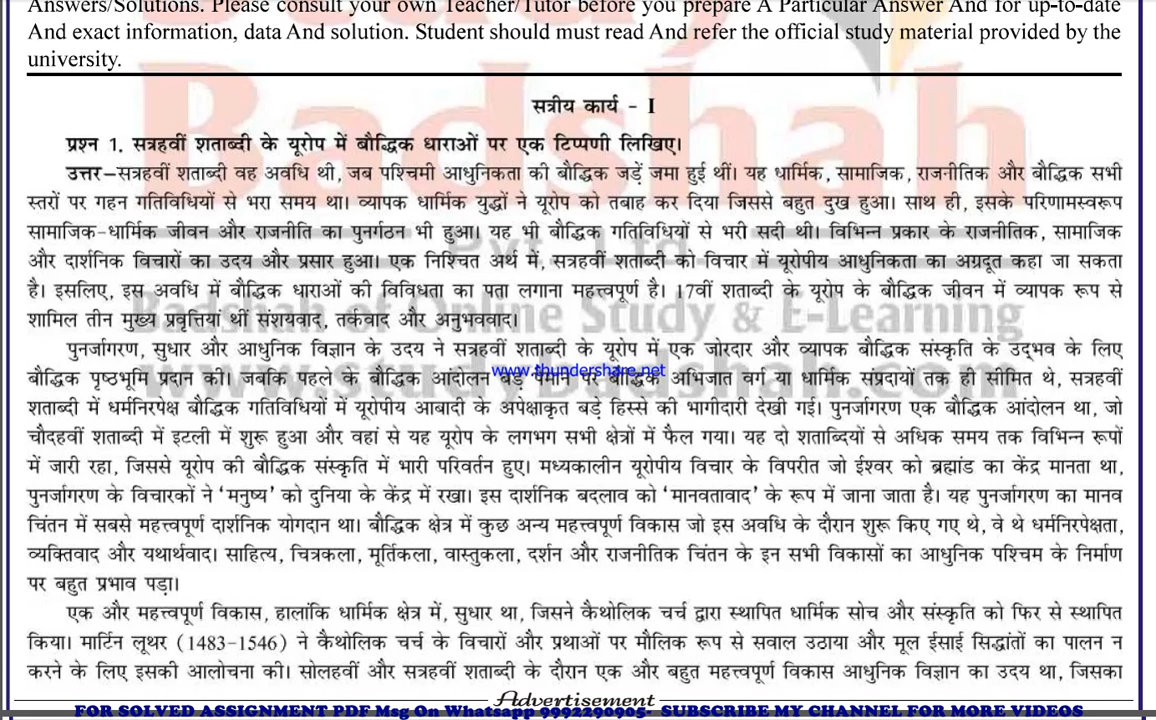 Answers/Solutions. Please consult your own Teacher/Tutor before you prepare A Particular Answer And for up-to-date
And exact information, data And solution. Student should must read And refer the official study material provided by the
university.
सत्रीय कार्य - I
प्रश्न 1. सत्रहवीं शताब्दी के यूरोप में बौद्धिक धाराओं पर एक टिप्पणी लिखिए।
उत्तर–सत्रहवीं शताब्दी वह अवधि थी, जब पश्चिमी आधुनिकता की बौद्धिक जड़ें जमा हुई थीं। यह धार्मिक, सामाजिक, राजनीतिक और बौद्धिक सभी
स्तरों पर गहन गतिविधियों से भरा समय था। व्यापक धार्मिक युद्धों ने यूरोप को तबाह कर दिया जिससे बहुत दुख हुआ। साथ ही, इसके परिणामस्वरूप
सामाजिक-धार्मिक जीवन और राजनीति का पुनर्गठन भी हुआ। यह भी बौद्धिक गतिविधियों से भरी सदी थी। विभिन्न प्रकार के राजनीतिक, सामाजिक
और दार्शनिक विचारों का उदय और प्रसार हुआ। एक निश्चित अर्थ में, सत्रहवीं शताब्दी को विचार में यूरोपीय आधुनिकता का अग्रदूत कहा जा सकता
है। इसलिए, इस अवधि में बौद्धिक धाराओं की विविधता का पता लगाना महत्त्वपूर्ण है। 17वीं शताब्दी के यूरोप के बौद्धिक जीवन में व्यापक रूप से
शामिल तीन मुख्य प्रवृत्तियां थीं संशयवाद, तर्कवाद और अनुभववाद।
पुनर्जागरण, सुधार और आधुनिक विज्ञान के उदय ने सत्रहवीं शताब्दी के यूरोप में एक जोरदार और व्यापक बौद्धिक संस्कृति के उद्भव के लिए
बौद्धिक पृष्ठभूमि प्रदान की। जबकि पहले के बौद्धिक आंदोलन बड़े पैमाने पर बौद्धिक अभिजात वर्ग या धार्मिक संप्रदायों तक ही सीमित थे, सत्रहवीं
www.thundershare.net
शताब्दी में धर्मनिरपेक्ष बौद्धिक गतिविधियों में यूरोपीय आबादी के अपेक्षाकृत बड़े हिस्से की भागीदारी देखी गई। पुनर्जागरण एक बौद्धिक आंदोलन था, जो
चौदहवीं शताब्दी में इटली में शुरू हुआ और वहां से यह यूरोप के लगभग सभी क्षेत्रों में फैल गया। यह दो शताब्दियों से अधिक समय तक विभिन्न रूपों
में जारी रहा, जिससे यूरोप की बौद्धिक संस्कृति में भारी परिवर्तन हुए। मध्यकालीन यूरोपीय विचार के विपरीत जो ईश्वर को ब्रह्मांड का केंद्र मानता था,
पुनर्जागरण के विचारकों ने ‘मनुष्य’ को दुनिया के केंद्र में रखा। इस दार्शनिक बदलाव को ‘मानवतावाद’ के रूप में जाना जाता है। यह पुनर्जागरण का मानव
चिंतन में सबसे महत्त्वपूर्ण दार्शनिक योगदान था। बौद्धिक क्षेत्र में कुछ अन्य महत्त्वपूर्ण विकास जो इस अवधि के दौरान शुरू किए गए थे, वे थे धर्मनिरपेक्षता,
व्यक्तिवाद और यथार्थवाद। साहित्य, चित्रकला, मूर्तिकला, वास्तुकला, दर्शन और राजनीतिक चिंतन के इन सभी विकासों का आधुनिक पश्चिम के निर्माण
पर बहुत प्रभाव पड़ा।
एक और महत्त्वपूर्ण विकास, हालांकि धार्मिक क्षेत्र में, सुधार था, जिसने कैथोलिक चर्च द्वारा स्थापित धार्मिक सोच और संस्कृति को फिर से स्थापित
किया। मार्टिन लूथर (1483-1546) ने कैथोलिक चर्च के विचारों और प्रथाओं पर मौलिक रूप से सवाल उठाया और मूल ईसाई सिद्धांतों का पालन न
करने के लिए इसकी आलोचना की। सोलहवीं और सत्रहवीं शताब्दी के दौरान एक और बहुत महत्त्वपूर्ण विकास आधुनिक विज्ञान का उदय था, जिसका
Badshah
Pvt. Ltd.
Badshah of Online Study & E-Learning
www.studybadshah.com
Advertisement
FOR SOLVED ASSIGNMENT PDF Msg On Whatsapp 9992290905- SUBSCRIBE MY CHANNEL FOR MORE VIDEOS